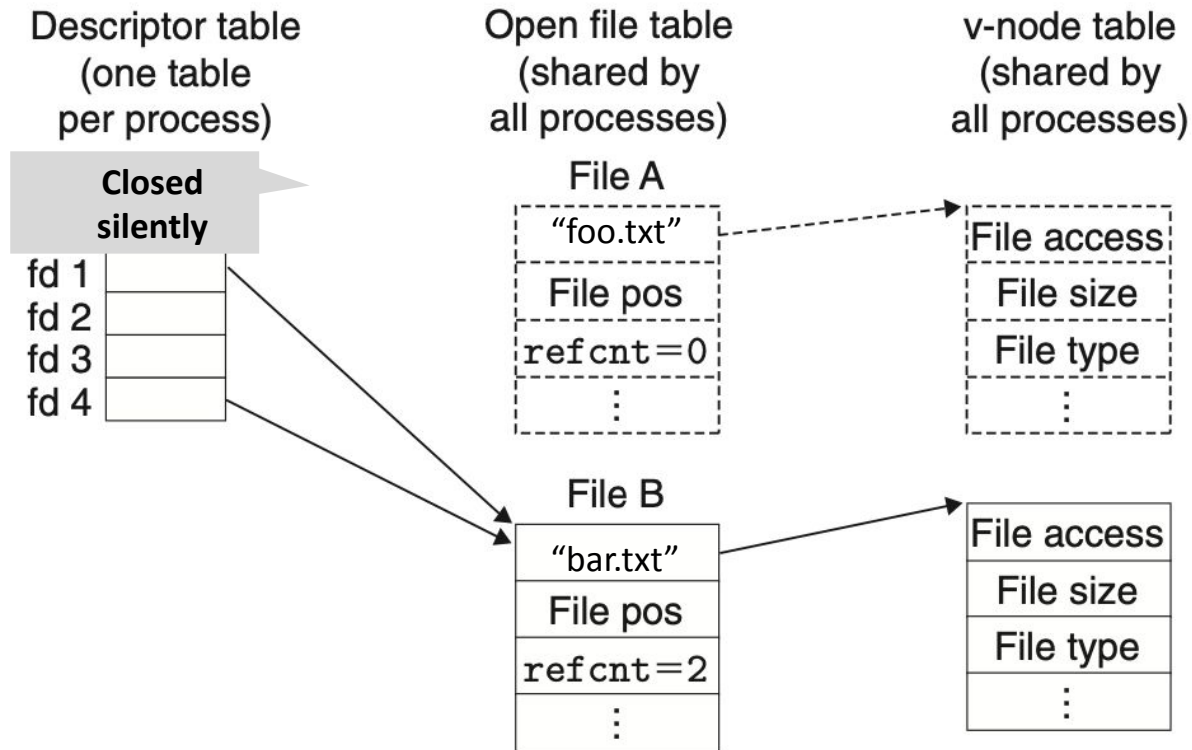 Descriptor table
(one table
per process)
Open file table
(shared by
all processes)
v-node table
(shared by
all processes)
Closed
silently
fd 1
fd 2
fd 3
fd 4
File A
“foo.txt”
File pos
refcnt=0
⋮
File access
File size
File type
⋮
File B
“bar.txt”
File pos
refcnt=2
⋮
File access
File size
File type
⋮